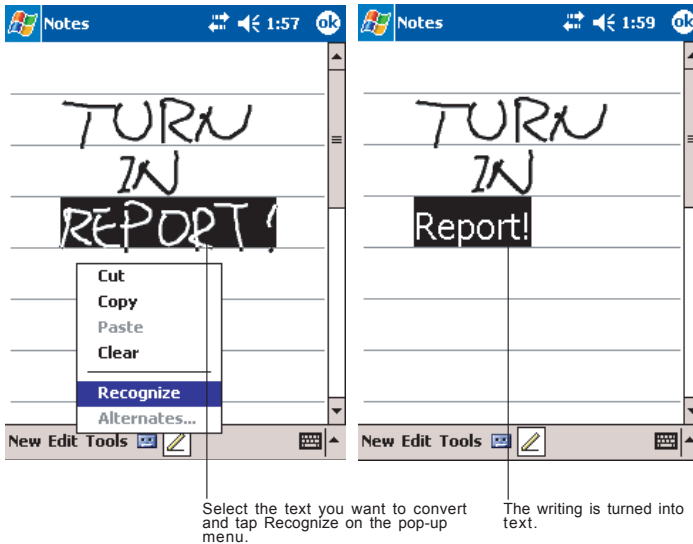 Notes 1:57 ok
TURN
IN
REPORT!
Cut
Copy
Paste
Clear
Recognize
Alternates...
New Edit Tools
Select the text you want to convert
and tap Recognize on the pop-up
menu.
Notes 1:59 ok
TURN
IN
Report!
New Edit Tools
The writing is turned into
text.